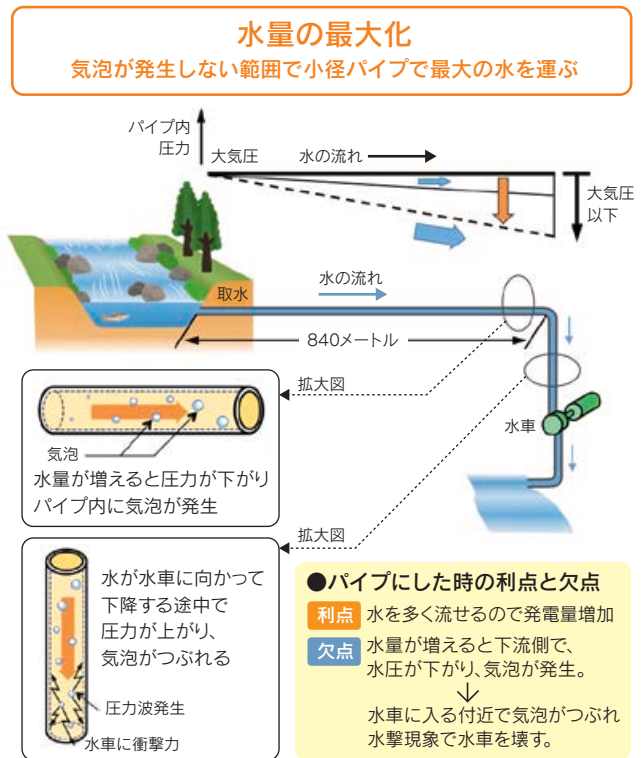 水量の最大化
気泡が発生しない範囲で小径パイプで最大の水を運ぶ
パイプ内
圧力
大気圧
水の流れ
大気圧
以下
取水
水の流れ
840メートル
拡大図
水車
気泡
水量が増えると圧力が下がり
パイプ内に気泡が発生
拡大図
水が水車に向かって
下降する途中で
圧力が上がり、
気泡がつぶれる
圧力波発生
水車に衝撃力
●パイプにした時の利点と欠点
利点 水を多く流せるので発電量増加
欠点 水量が増えると下流側で、
水圧が下がり、気泡が発生。
↓
水車に入る付近で気泡がつぶれ
水撃現象で水車を壊す。